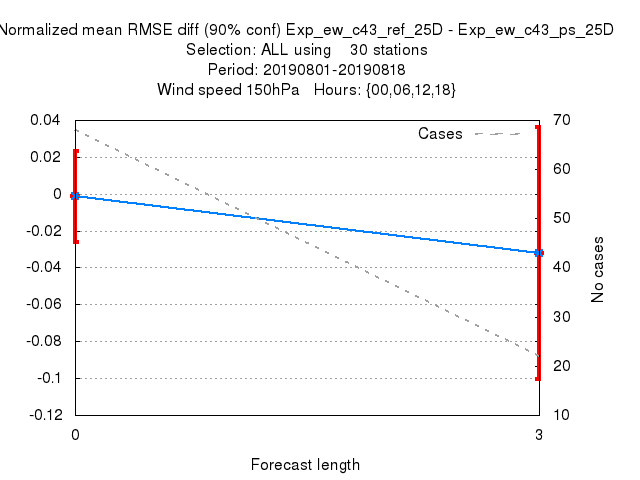 Normalized mean RMSE diff (90% conf) Exp_ew_c43_ref_25D - Exp_ew_c43_ps_25D
Selection: ALL using 30 stations
Period: 20190801-20190818
Wind speed 150hPa Hours: {00,06,12,18}
Cases
0.04
0.02
0
-0.02
-0.04
-0.06
-0.08
-0.1
-0.12
70
60
50
40
30
20
10
No cases
0
3
Forecast length